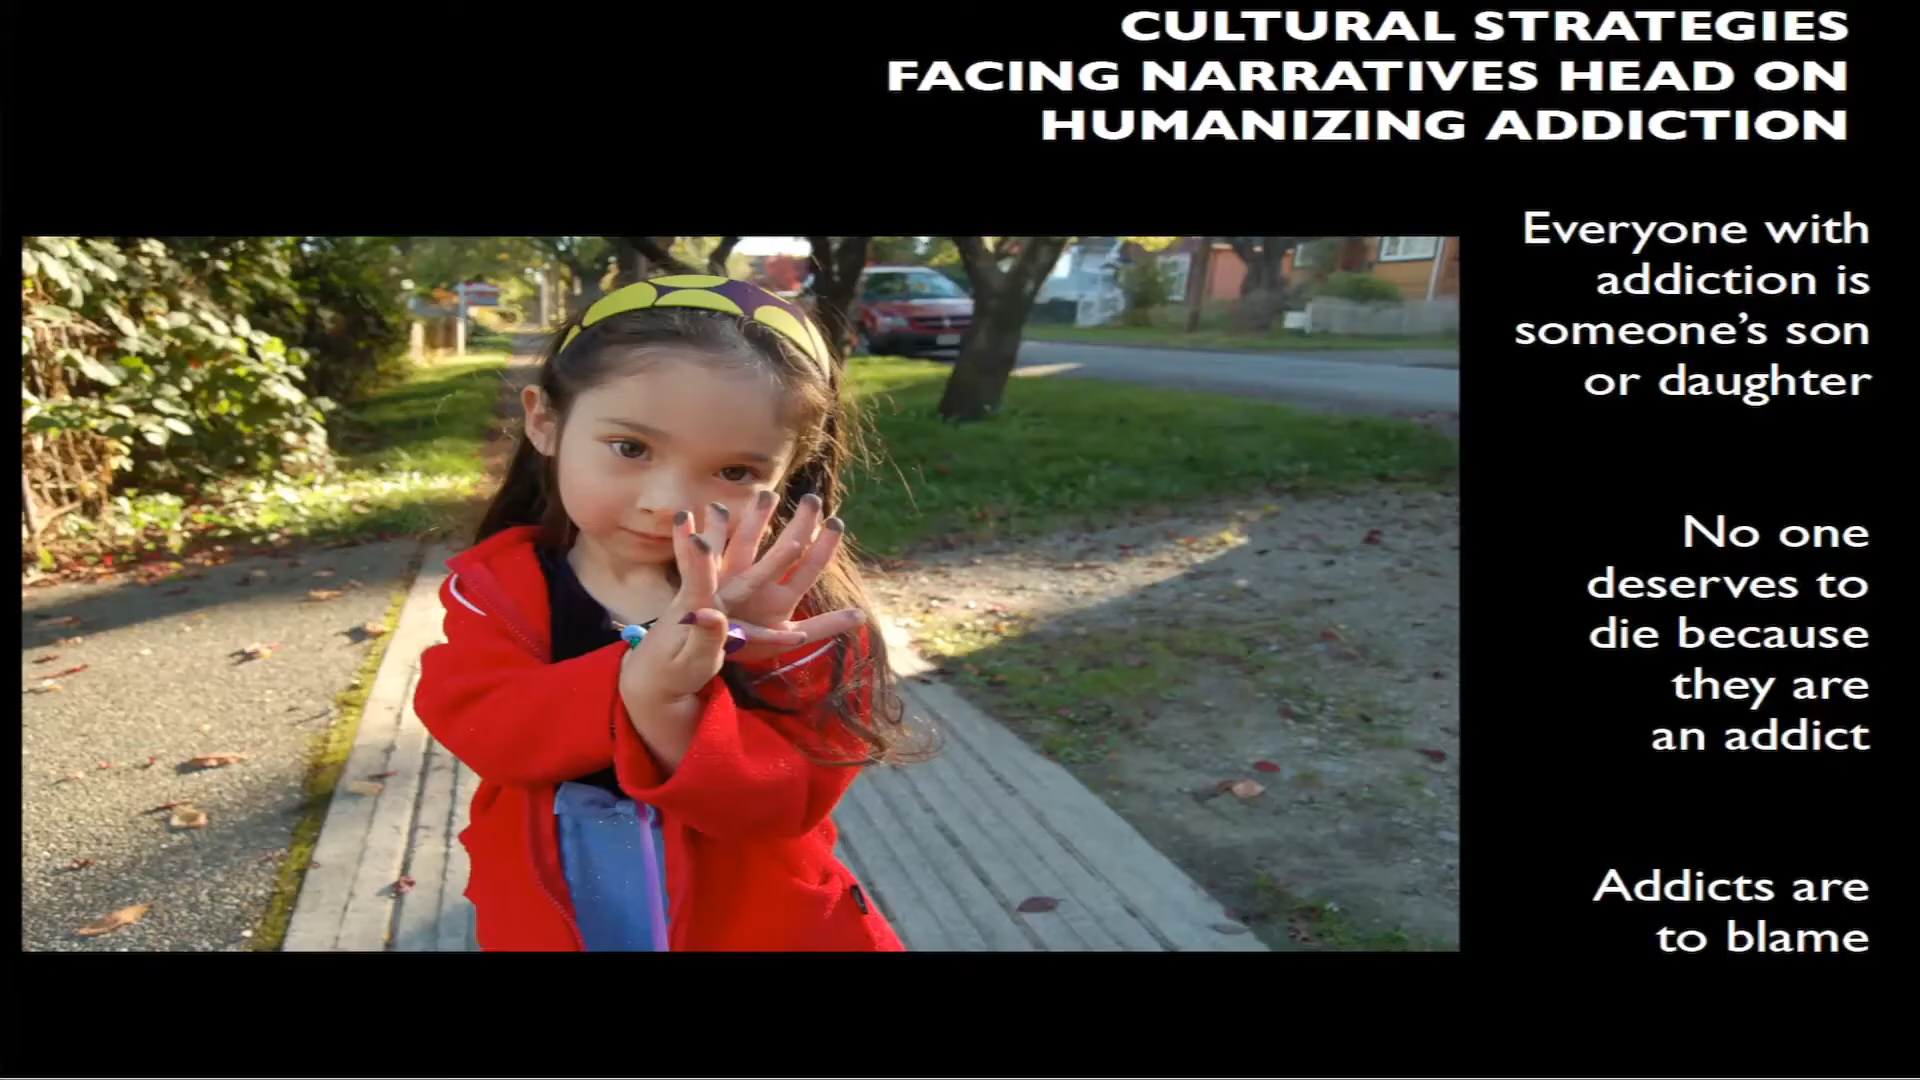 CULTURAL STRATEGIES
FACING NARRATIVES HEAD ON
HUMANIZING ADDICTION
Everyone with
addiction is
someone's son
or daughter
No one
deserves to
die because
they are
an addict
Addicts are
to blame